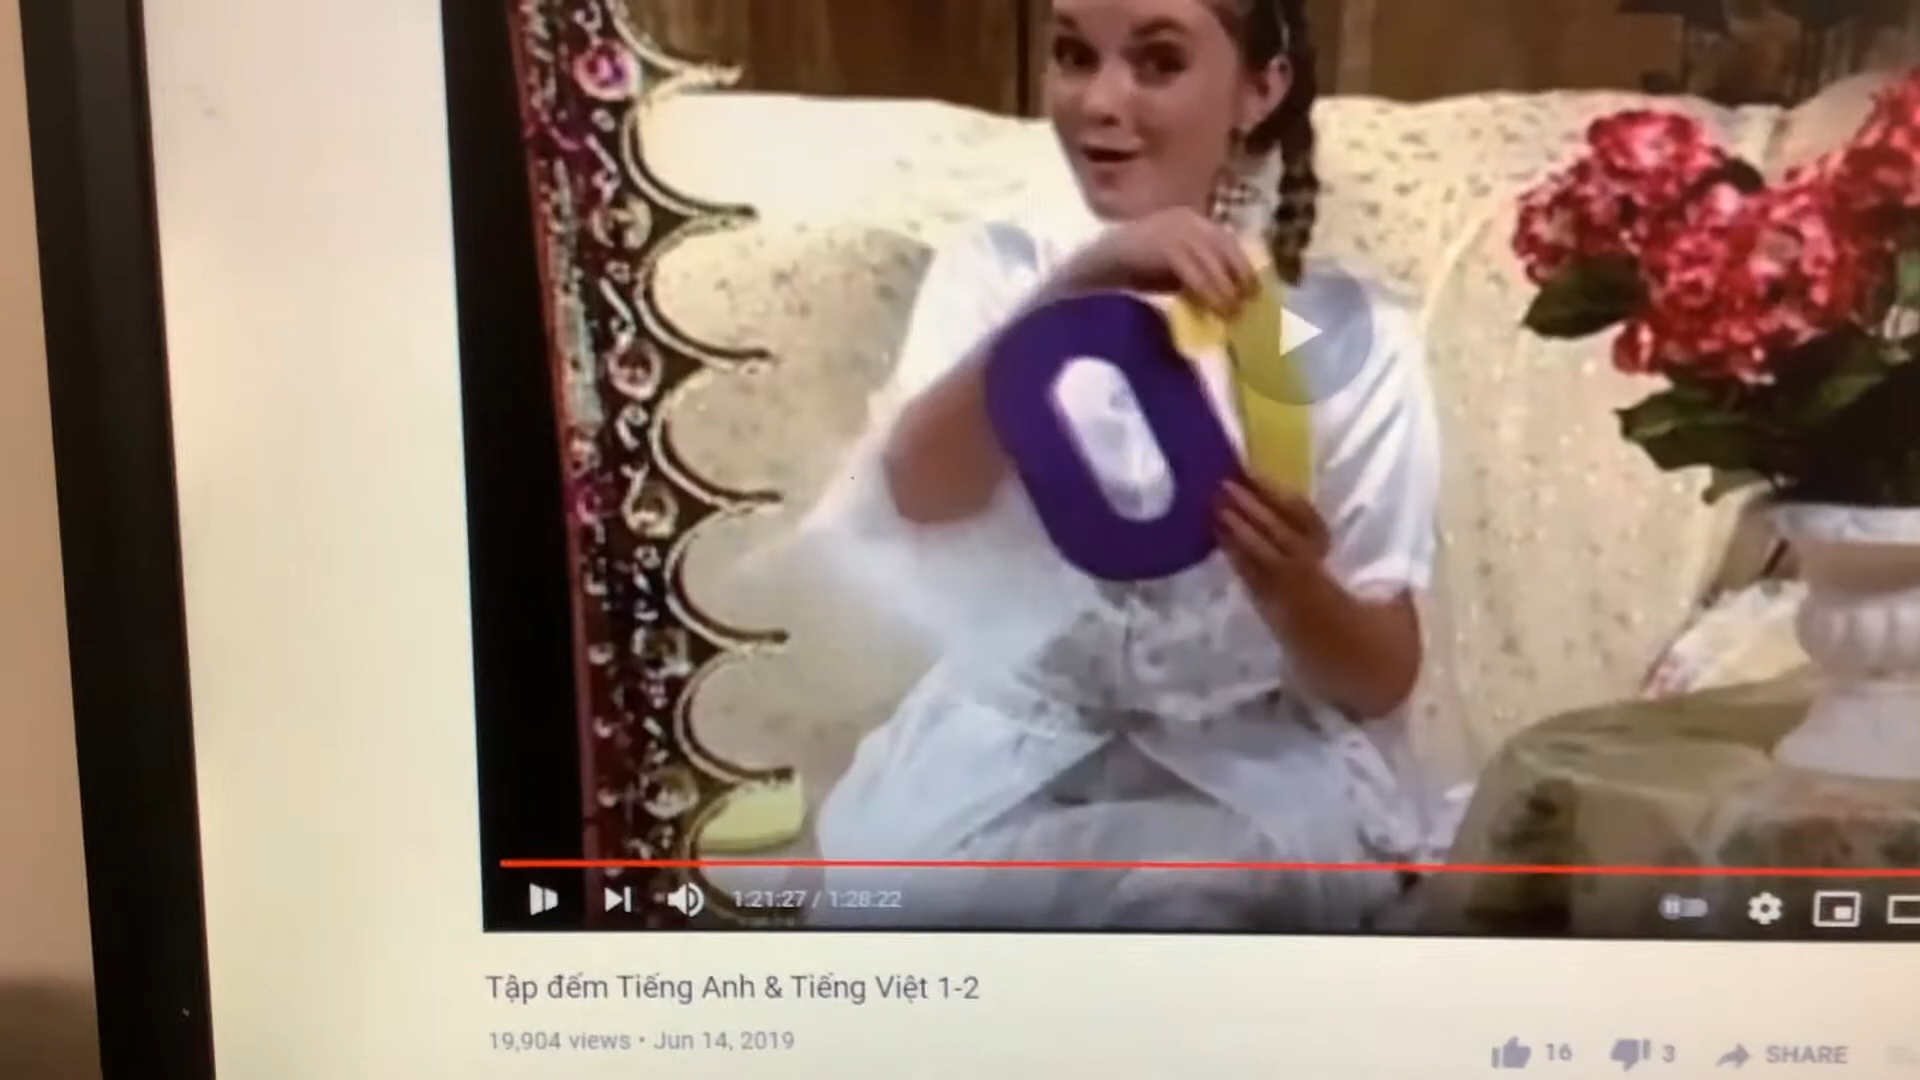 0
1:21:27 / 1:28:22
Tập đếm Tiếng Anh & Tiếng Việt 1-2
19,904 views • Jun 14, 2019
16 3 SHARE